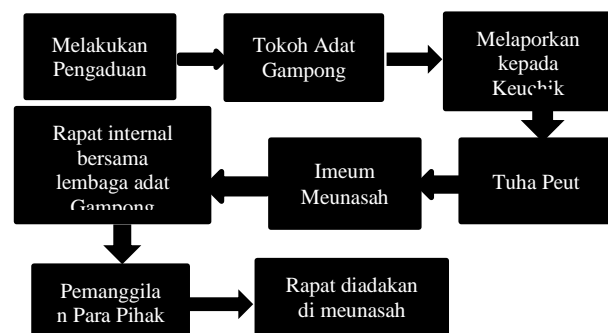 Melakukan
Pengaduan
Tokoh Adat
Gampong
Melaporkan
kepada
Keuchik
Tuha Peut
Imeum
Meunasah
Rapat internal
bersama
lembaga adat
Gampong
Pemanggila
n Para Pihak
Rapat diadakan
di meunasah